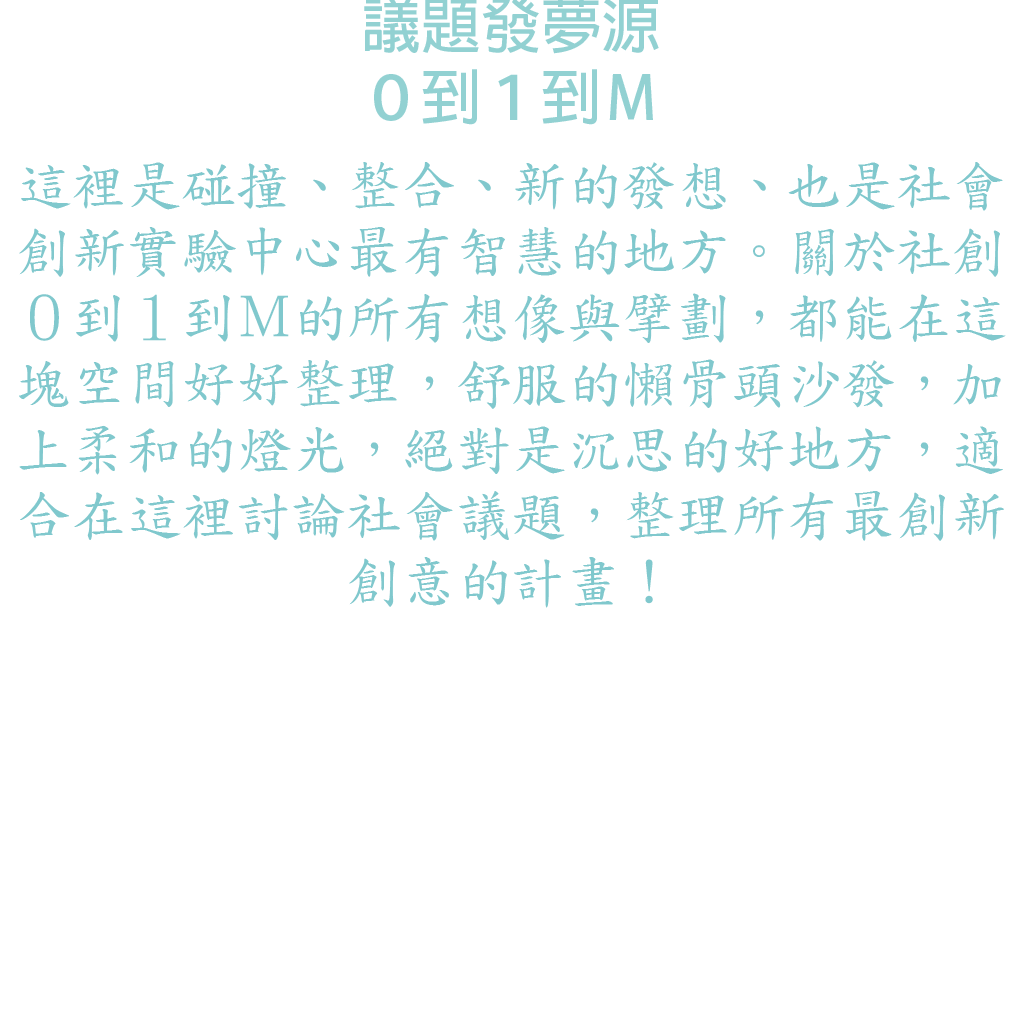 議題發夢源
0到1到M
這裡是碰撞、整合、新的發想、也是社會
創新實驗中心最有智慧的地方。關於社創
0到1到M的所有想像與擘劃，都能在這
塊空間好好整理，舒服的懶骨頭沙發，加
上柔和的燈光，絕對是沉思的好地方，適
合在這裡討論社會議題，整理所有最創新
創意的計畫！